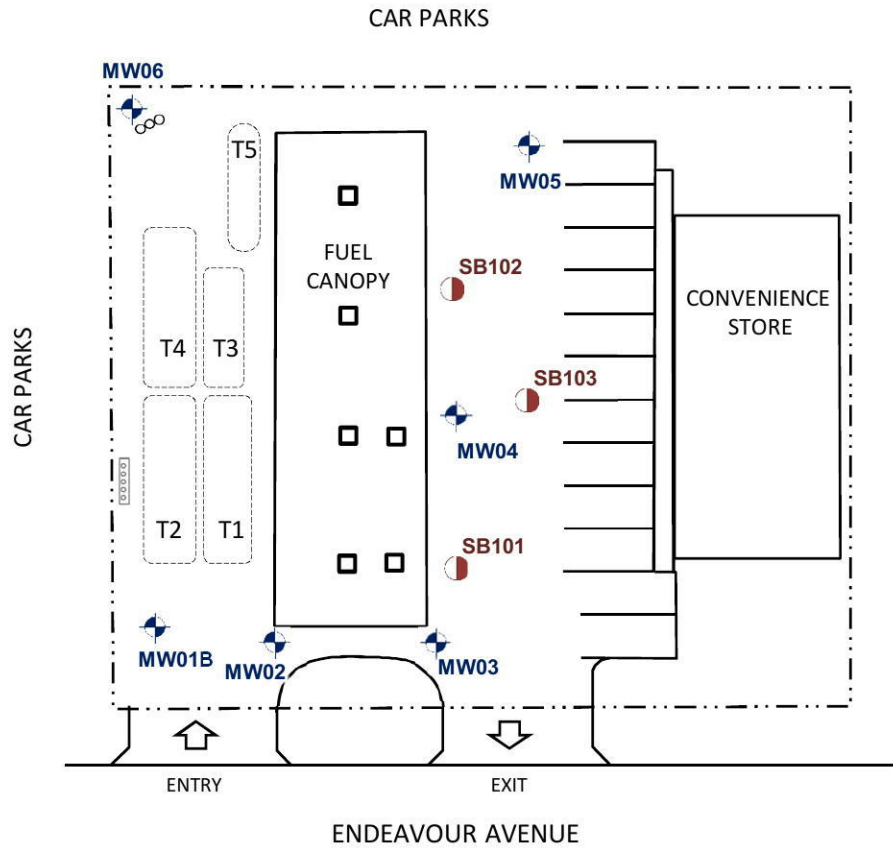 CAR PARKS
MW06
T5
MW05
FUEL
CANOPY
SB102
CONVENIENCE
STORE
T4
T3
CAR PARKS
SB103
MW04
T2
T1
SB101
MW01B
MW02
MW03
ENTRY
EXIT
ENDEAVOUR AVENUE